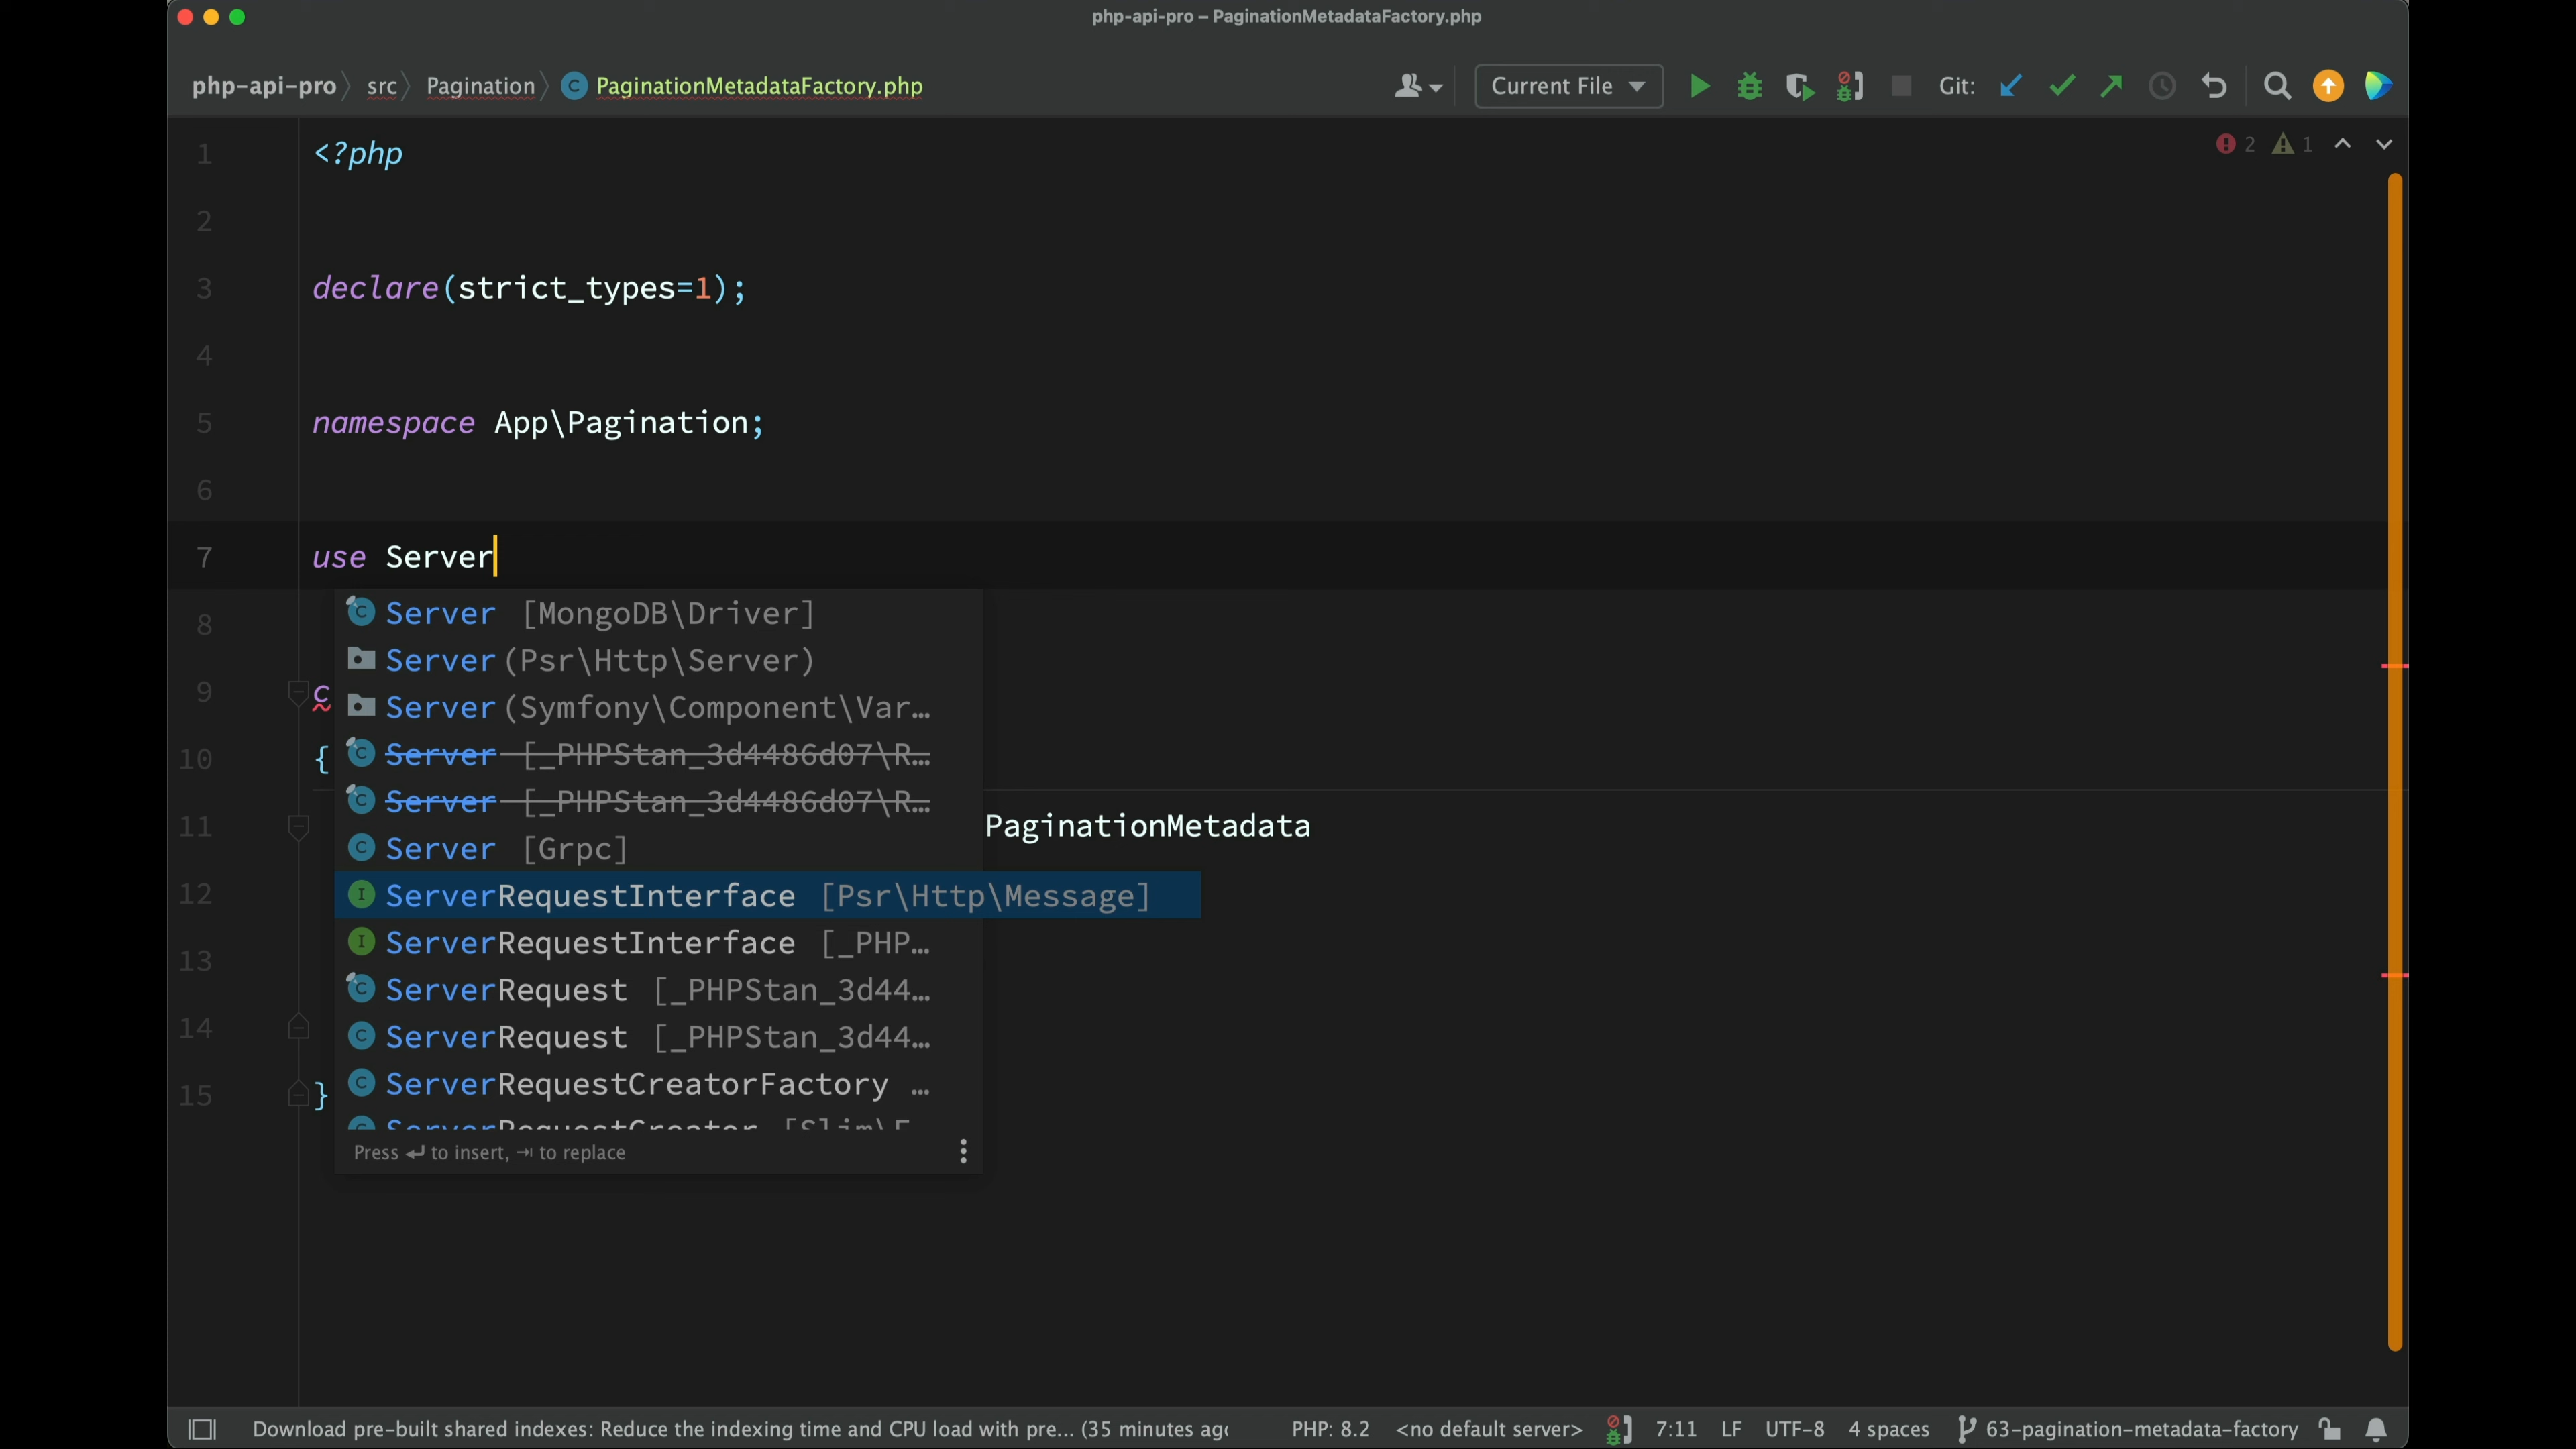 php-api-pro – PaginationMetadataFactory.php
php-api-pro src Pagination PaginationMetadataFactory.php Current File Git:
2 1
1 <?php
2
3 declare(strict_types=1);
4
5 namespace App\Pagination;
6
7 use Server
Server [MongoDB\Driver]
8
Server (Psr\Http\Server)
9 c
Server (Symfony\Component\Var…
10 {
Server [_PHPStan_3d4486d07\R…
Server [_PHPStan_3d4486d07\R…
11 PaginationMetadata
Server [Grpc]
12
ServerRequestInterface [Psr\Http\Message]
ServerRequestInterface [_PHP…
13
ServerRequest [_PHPStan_3d44…
14
ServerRequest [_PHPStan_3d44…
15 }
ServerRequestCreatorFactory …
Press ↵ to insert, ⇥ to replace
Download pre-built shared indexes: Reduce the indexing time and CPU load with pre... (35 minutes ago PHP: 8.2 <no default server> 7:11 LF UTF-8 4 spaces 63-pagination-metadata-factory